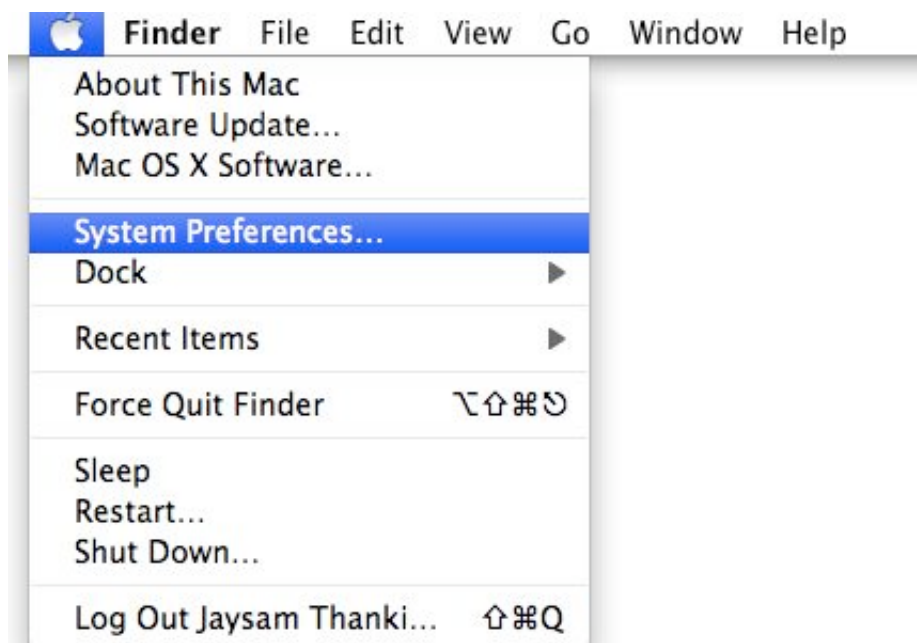 Finder File Edit View Go Window Help
About This Mac
Software Update...
Mac OS X Software...
System Preferences...
Dock
Recent Items
Force Quit Finder ⌥⇧⌘⎋
Sleep
Restart...
Shut Down...
Log Out Jaysam Thanki... ⇧⌘Q